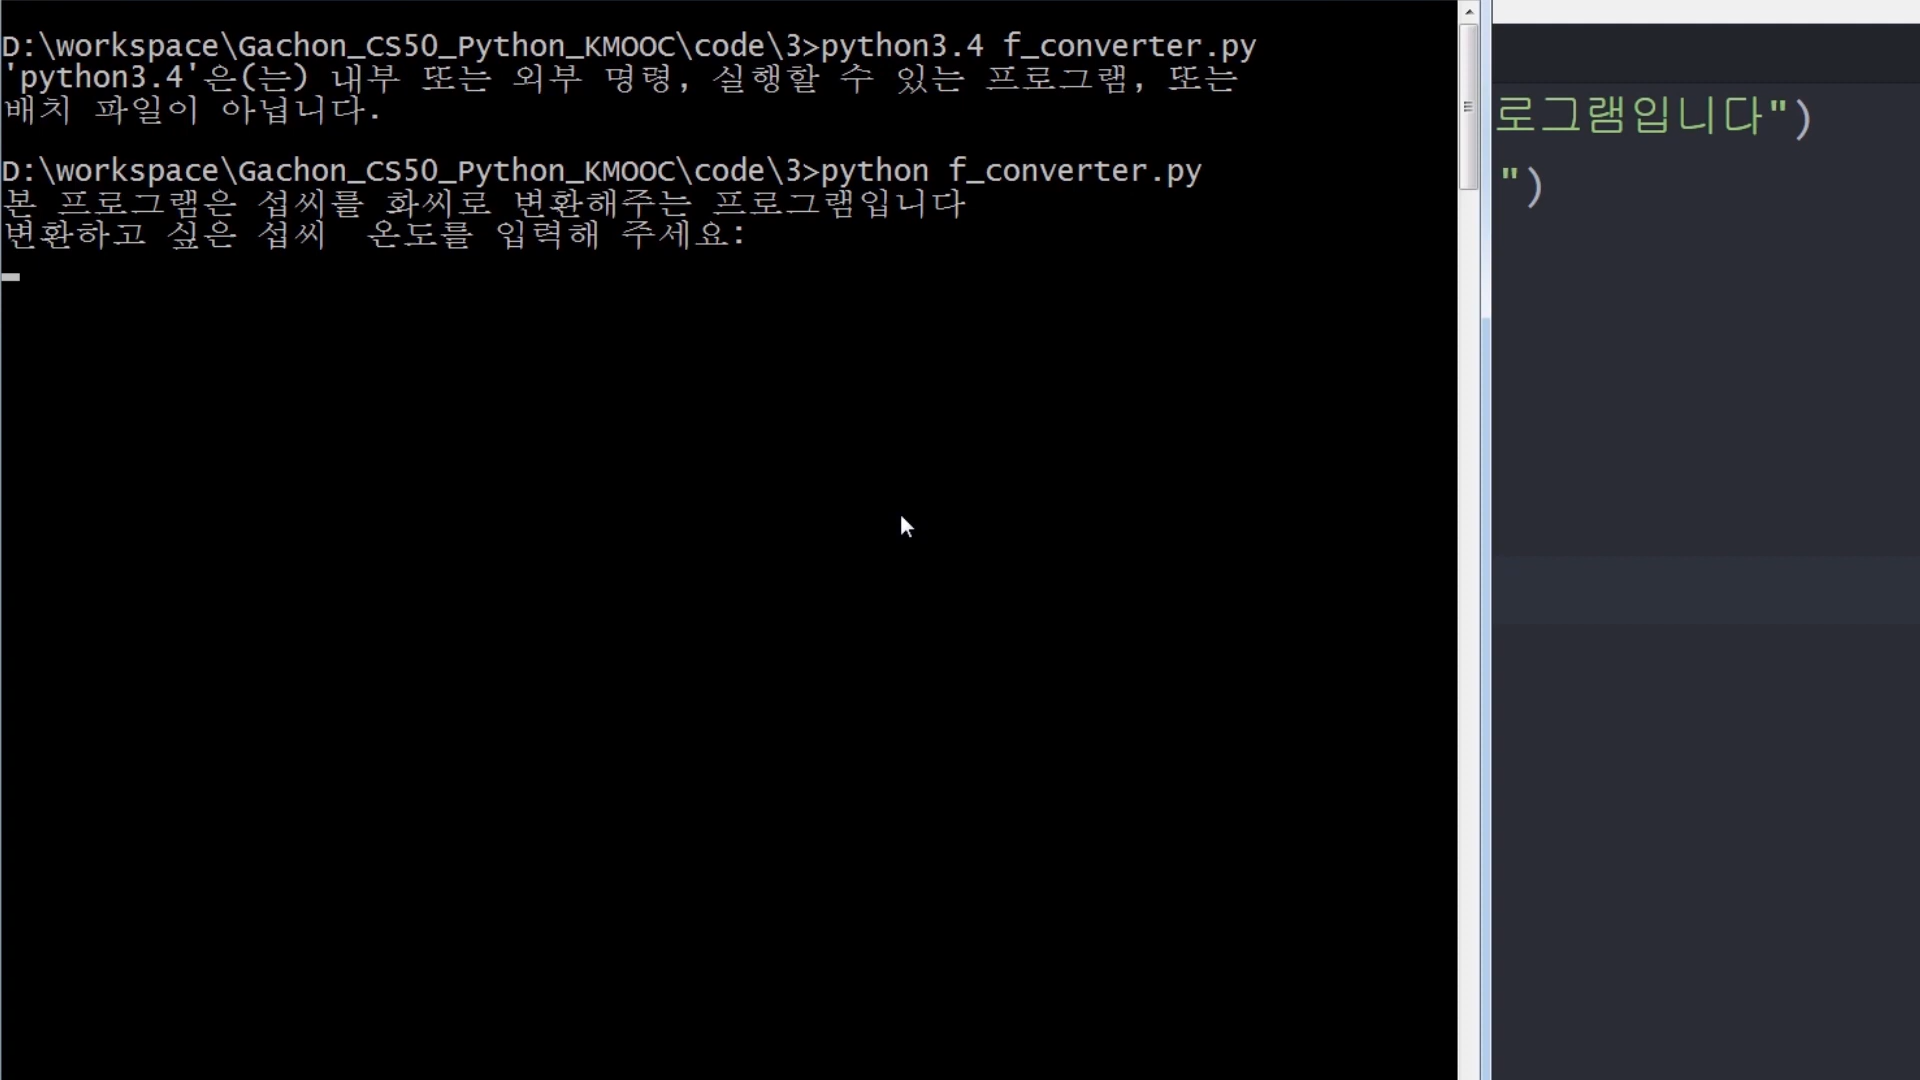 D:\workspace\Gachon_CS50_Python_KMOOC\code\3>python3.4 f_converter.py
'python3.4'은(는) 내부 또는 외부 명령, 실행할 수 있는 프로그램, 또는
배치 파일이 아닙니다.
D:\workspace\Gachon_CS50_Python_KMOOC\code\3>python f_converter.py
본 프로그램은 섭씨를 화씨로 변환해주는 프로그램입니다
변환하고 싶은 섭씨  온도를 입력해 주세요:
로그램입니다")
")